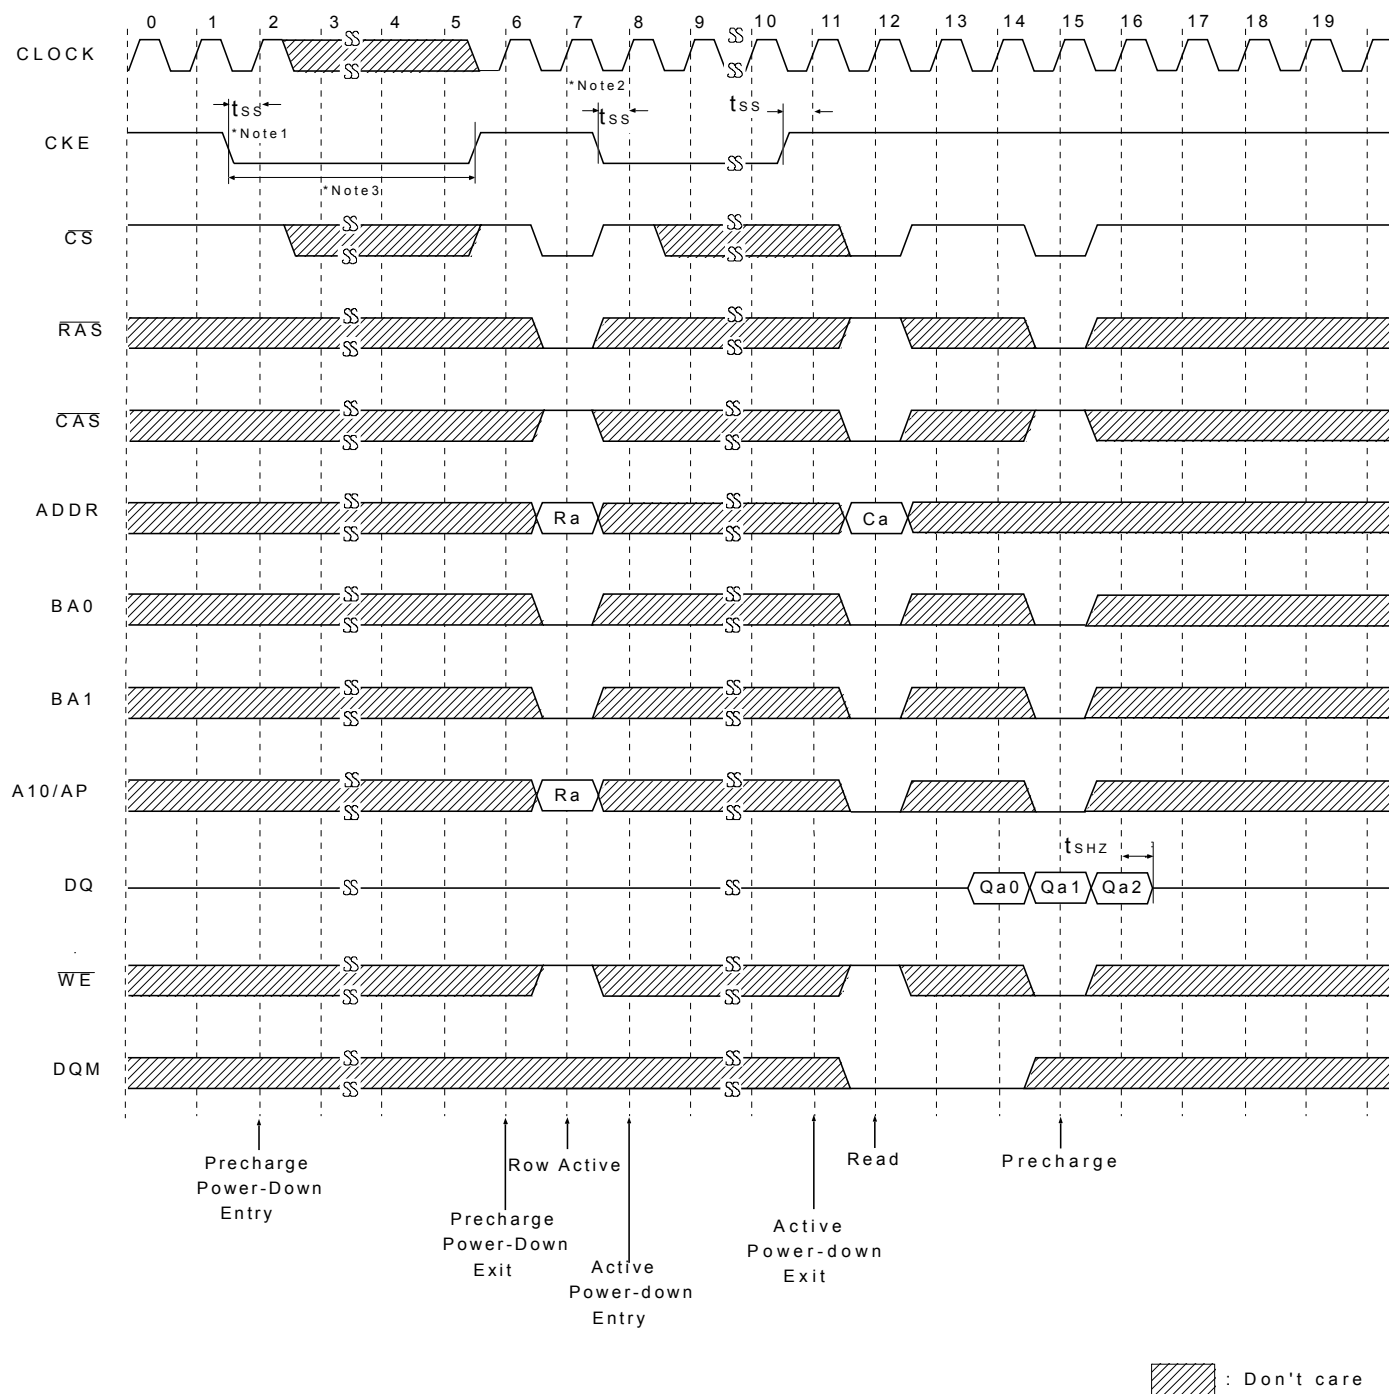 0 1 2 3 4 5 6 7 8 9 10 11 12 13 14 15 16 17 18 19
CLOCK
*Note2
tSS
tSS
tSS
*Note1
CKE
*Note3
CS
RAS
CAS
ADDR
Ra
Ca
BA0
BA1
A10/AP
Ra
tSHZ
DQ
Qa0 Qa1 Qa2
WE
DQM
Precharge
Power-Down
Entry
Row Active
Precharge
Power-Down
Exit
Active
Power-down
Entry
Active
Power-down
Exit
Read
Precharge
: Don't care